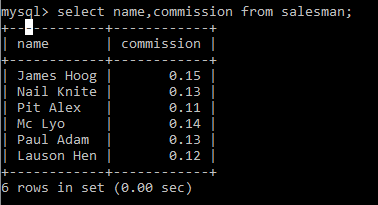 mysql> select name,commission from salesman;
+------------+------------+
| name       | commission |
+------------+------------+
| James Hoog |       0.15 |
| Nail Knite |       0.13 |
| Pit Alex   |       0.11 |
| Mc Lyo     |       0.14 |
| Paul Adam  |       0.13 |
| Lauson Hen |       0.12 |
+------------+------------+
6 rows in set (0.00 sec)